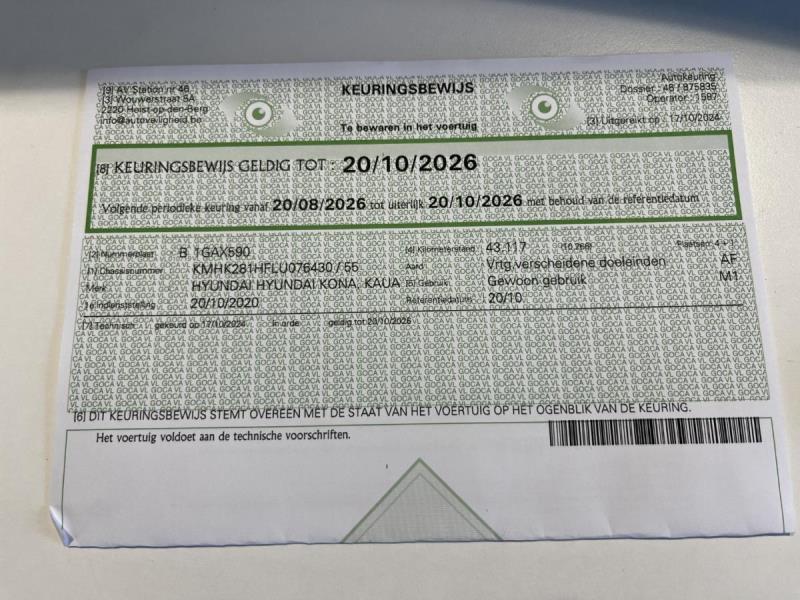 [9] AV Station nr 46
[3] Wouwerstraat 5A
2220 Heist-op-den-Berg
info@autoveiligheid.be
KEURINGSBEWIJS
Te bewaren in het voertuig
Autokeuring
Dossier : 48 / 875835
Operator : 1597
[3] Uitgereikt op : 17/10/2024
[8] KEURINGSBEWIJS GELDIG TOT : 20/10/2026
Volgende periodieke keuring vanaf 20/08/2026 tot uiterlijk 20/10/2026 met behoud van de referentiedatum
[2] Nummerplaat B 1GAX590
[4] Kilometerstand 43.117 (10.266) Plaatsen: 4 + 1
[1] Chassisnummer KMHK281HFLU076430 / 55
Aard Vrtg.verscheidene doeleinden AF
Merk HYUNDAI HYUNDAI KONA, KAUA
[5] Gebruik Gewoon gebruik M1
1e indienststelling 20/10/2020
Referentiedatum 20/10
[7] Technisch gekeurd op 17/10/2024 In orde geldig tot 20/10/2026
[6] DIT KEURINGSBEWIJS STEMT OVEREEN MET DE STAAT VAN HET VOERTUIG OP HET OGENBLIK VAN DE KEURING.
Het voertuig voldoet aan de technische voorschriften.